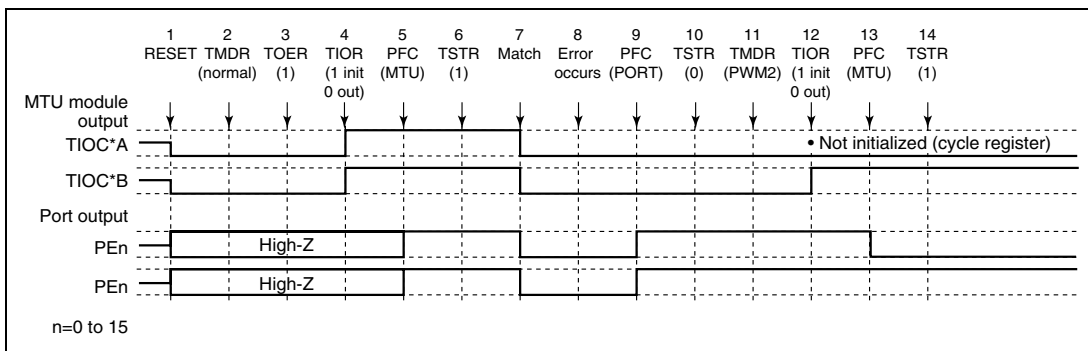 1 2 3 4 5 6 7 8 9 10 11 12 13 14
RESET TMDR TOER TIOR PFC TSTR Match Error PFC TSTR TMDR TIOR PFC TSTR
(normal) (1) (1 init (MTU) (1) occurs (PORT) (0) (PWM2) (1 init (MTU) (1)
0 out) 0 out)
MTU module
output
TIOC*A
• Not initialized (cycle register)
TIOC*B
Port output
PEn
High-Z
PEn
High-Z
n=0 to 15